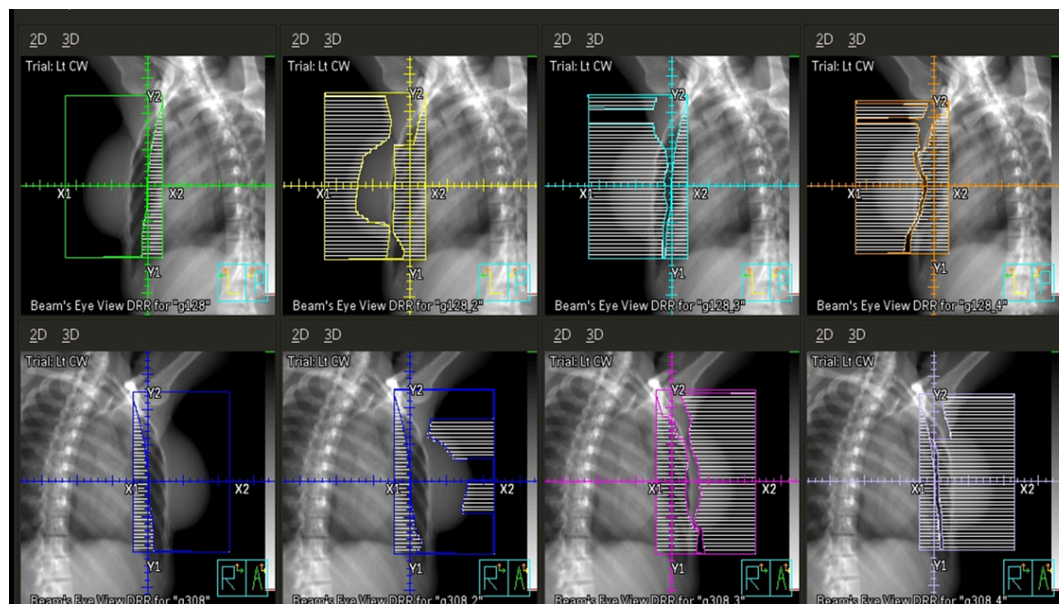 2D 3D
Trial: Lt CW
Y2
X1 X2
Y1
L P
Beam's Eye View DRR for "g128"
2D 3D
Y2
X1 X2
Y1
L P
Beam's Eye View DRR for "g128_2"
2D 3D
Trial: Lt CW
Y2
X1 X2
Y1
L P
Beam's Eye View DRR for "g128_3"
2D 3D
Trial: Lt CW
Y2
X1 X2
Y1
L P
Beam's Eye View DRR for "g128_4"
2D 3D
Trial: Lt CW
Y2
X1 X2
Y1
R A
Beam's Eye View DRR for "g308"
2D 3D
Trial: Lt CW
Y2
X1 X2
Y1
R A
Beam's Eye View DRR for "g308_2"
2D 3D
Trial: Lt CW
Y2
X1 X2
Y1
R A
Beam's Eye View DRR for "g308_3"
2D 3D
Trial: Lt CW
Y2
X1 X2
Y1
R A
Beam's Eye View DRR for "g308_4"